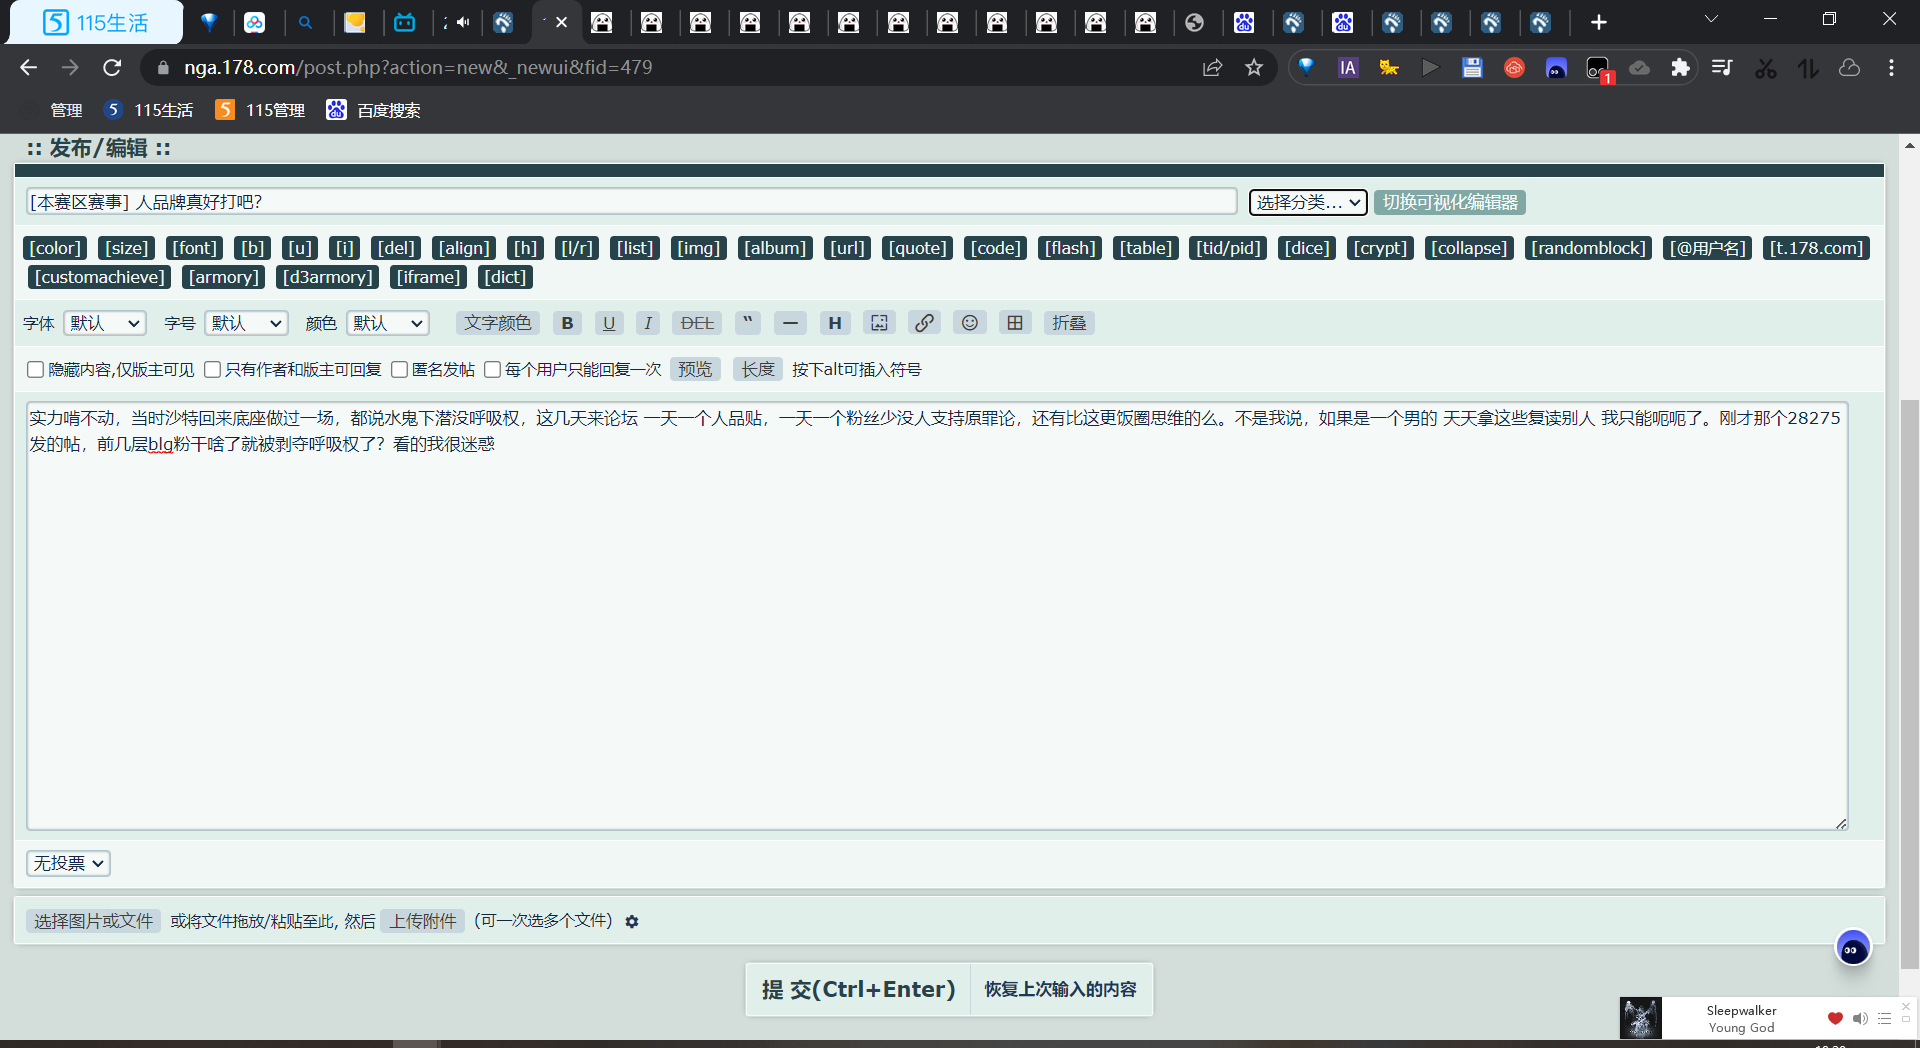 115生活
nga.178.com/post.php?action=new&_newui&fid=479
IA
1
管理
115生活
115管理
百度搜索
:: 发布/编辑 ::
[本赛区赛事] 人品牌真好打吧?
选择分类...
切换可视化编辑器
[color] [size] [font] [b] [u] [i] [del] [align] [h] [l/r] [list] [img] [album] [url] [quote] [code] [flash] [table] [tid/pid] [dice] [crypt] [collapse] [randomblock] [@用户名] [t.178.com]
[customachieve] [armory] [d3armory] [iframe] [dict]
字体 默认 字号 默认 颜色 默认 文字颜色 B U I DEL “ — H 折叠
隐藏内容,仅版主可见 只有作者和版主可回复 匿名发帖 每个用户只能回复一次 预览 长度 按下alt可插入符号
实力啃不动，当时沙特回来底座做过一场，都说水鬼下潜没呼吸权，这几天来论坛 一天一个人品贴，一天一个粉丝少没人支持原罪论，还有比这更饭圈思维的么。不是我说，如果是一个男的 天天拿这些复读别人 我只能呃呃了。刚才那个28275
发的帖，前几层blg粉干啥了就被剥夺呼吸权了？看的我很迷惑
无投票
选择图片或文件 或将文件拖放/粘贴至此, 然后 上传附件 (可一次选多个文件)
提 交(Ctrl+Enter) 恢复上次输入的内容
Sleepwalker
Young God